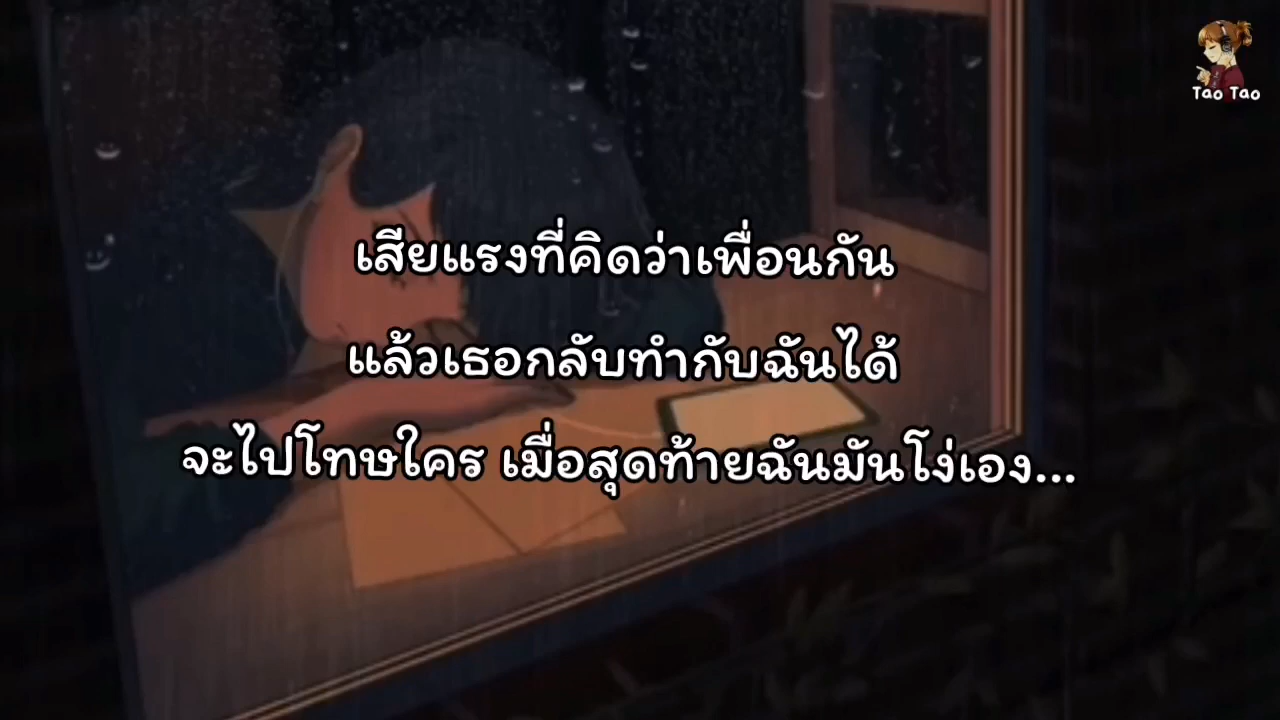 Tao Tao
เสียแรงที่คิดว่าเพื่อนกัน
แล้วเธอกลับทำกับฉันได้
จะไปโทษใคร เมื่อสุดท้ายฉันมันโง่เอง...